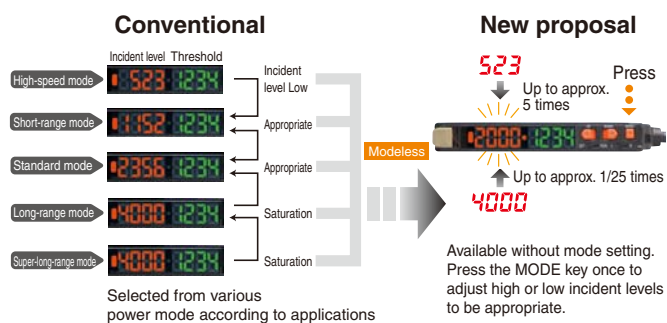 Conventional
New proposal
Incident level Threshold
High-speed mode
523 1234
Incident
level Low
Short-range mode
1152 1234
Appropriate
Standard mode
2356 1234
Appropriate
Long-range mode
4000 1234
Saturation
Super-long-range mode
4000 1234
Saturation
Selected from various
power mode according to applications
Modeless
523
Up to approx.
5 times
Press
2000 1234
Up to approx. 1/25 times
4000
Available without mode setting.
Press the MODE key once to
adjust high or low incident levels
to be appropriate.